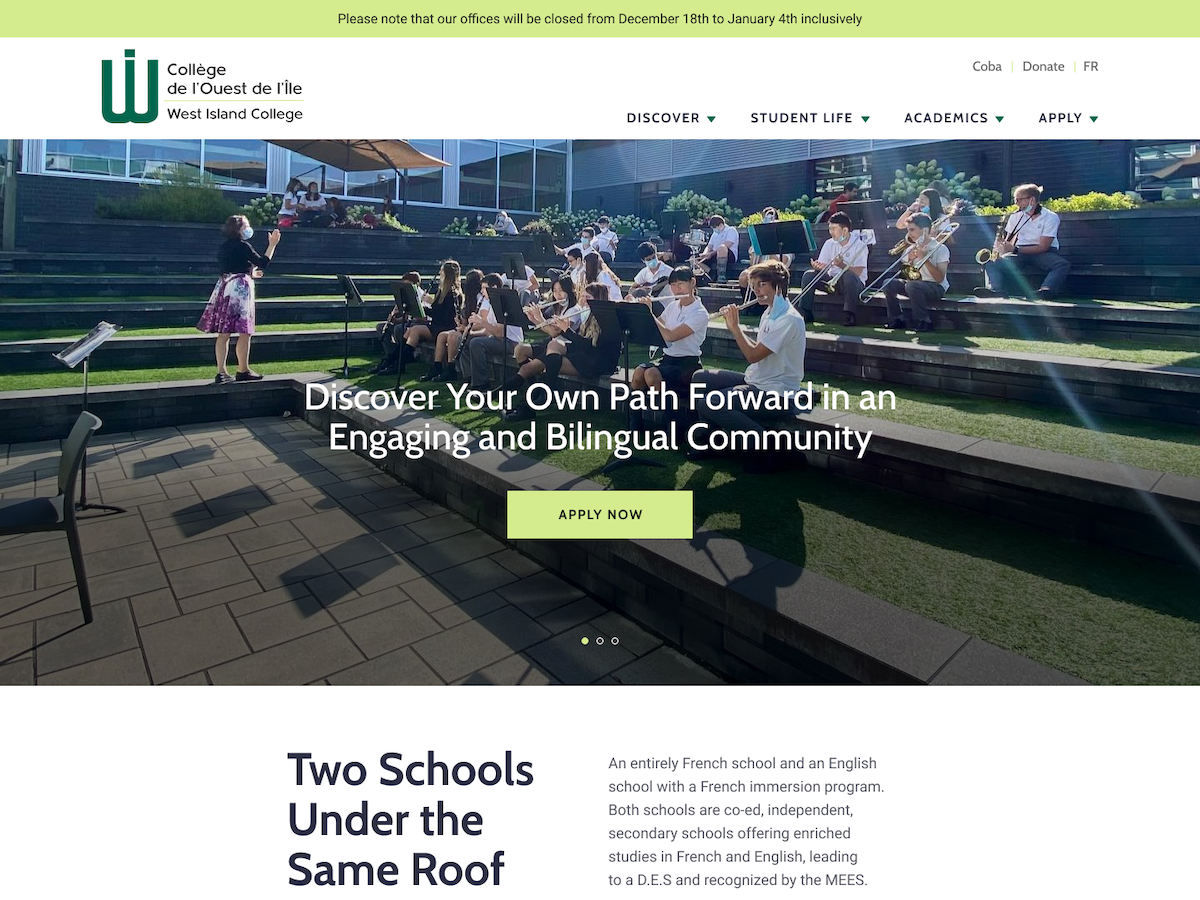 Please note that our offices will be closed from December 18th to January 4th inclusively
Collège
de l'Ouest de l'Île
West Island College
Coba
Donate
FR
DISCOVER
STUDENT LIFE
ACADEMICS
APPLY
Discover Your Own Path Forward in an
Engaging and Bilingual Community
APPLY NOW
Two Schools
Under the
Same Roof
An entirely French school and an English
school with a French immersion program.
Both schools are co-ed, independent,
secondary schools offering enriched
studies in French and English, leading
to a D.E.S and recognized by the MEES.